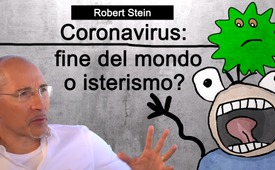 Robert Stein
Coronavirus:
fine del mondo
o isterismo?